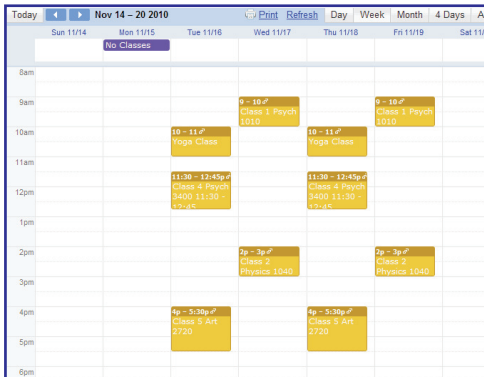 Today Nov 14 – 20 2010 Print Refresh Day Week Month 4 Days A
Sun 11/14 Mon 11/15 Tue 11/16 Wed 11/17 Thu 11/18 Fri 11/19 Sat 11/
No Classes
8am
9am
9 – 10
Class 1 Psych
1010
9 – 10
Class 1 Psych
1010
10am
10 – 11
Yoga Class
10 – 11
Yoga Class
11am
11:30 – 12:45p
Class 4 Psych
3400 11:30 -
12:45
11:30 – 12:45p
Class 4 Psych
3400 11:30 -
12:45
12pm
1pm
2pm
2p – 3p
Class 2
Physics 1040
2p – 3p
Class 2
Physics 1040
3pm
4pm
4p – 5:30p
Class 5 Art
2720
4p – 5:30p
Class 5 Art
2720
5pm
6pm